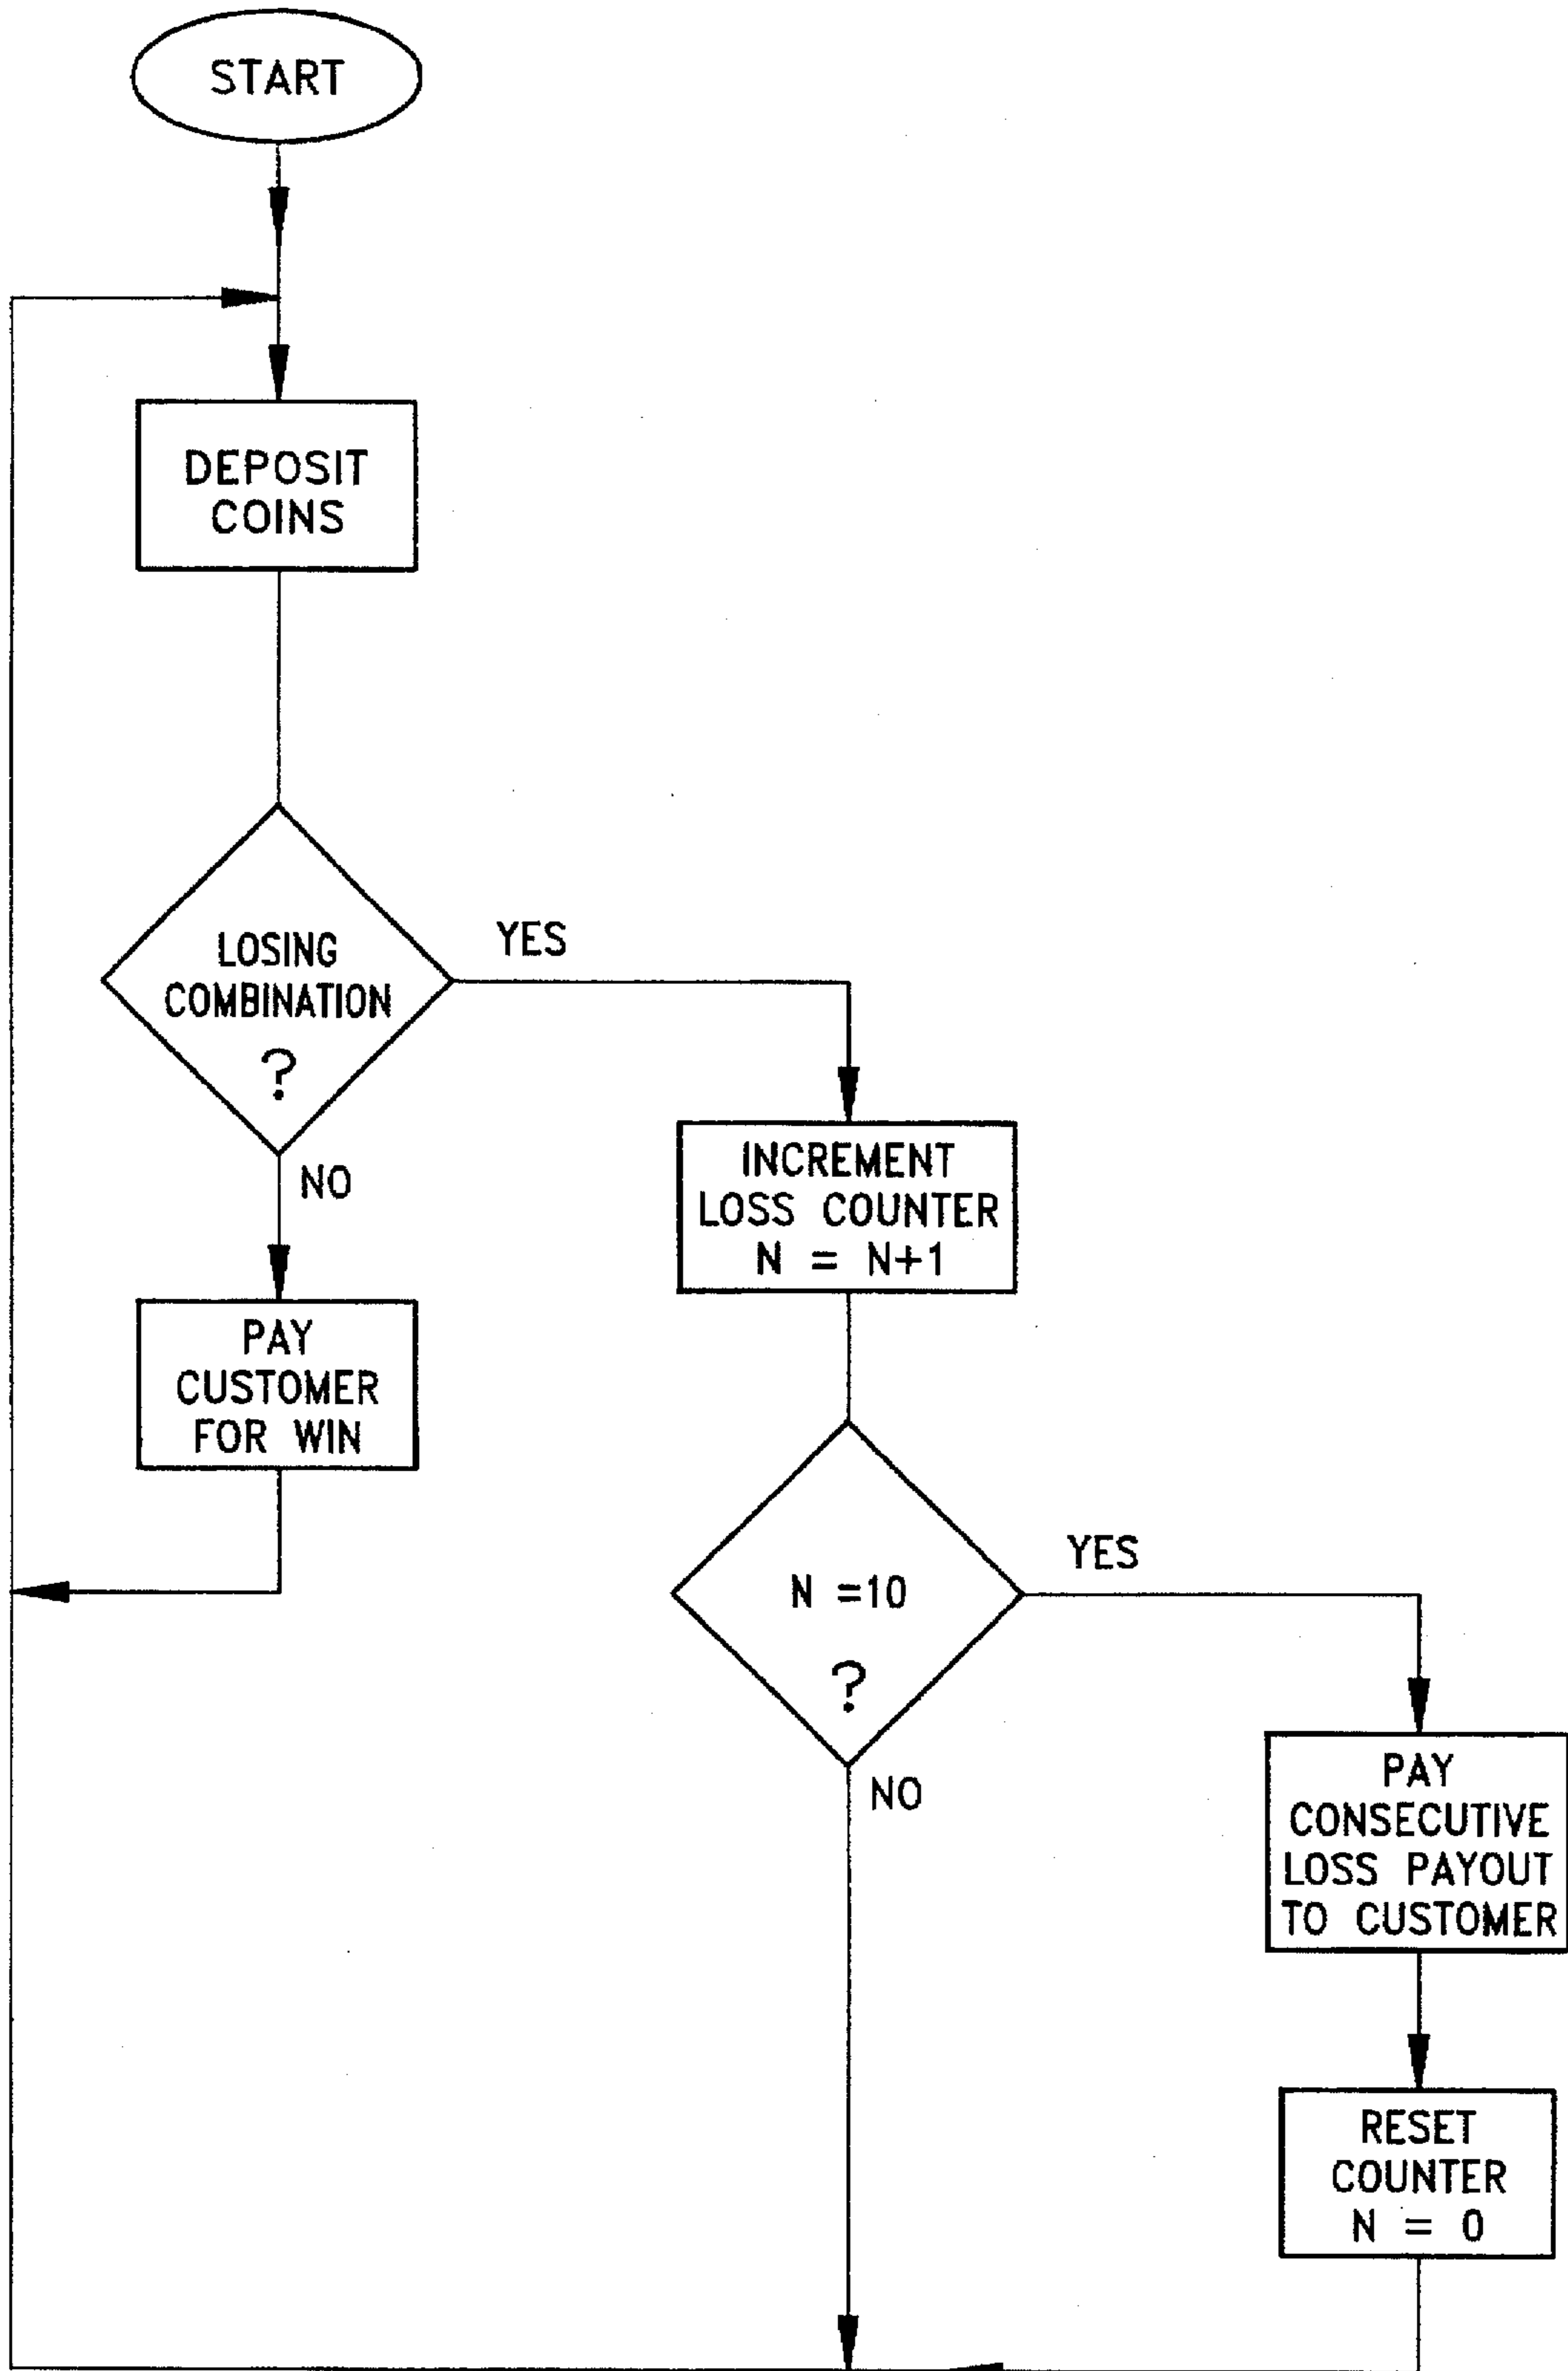 START
DEPOSIT
COINS
LOSING
COMBINATION
?
YES
NO
INCREMENT
LOSS COUNTER
N = N+1
PAY
CUSTOMER
FOR WIN
N =10
?
YES
NO
PAY
CONSECUTIVE
LOSS PAYOUT
TO CUSTOMER
RESET
COUNTER
N = 0